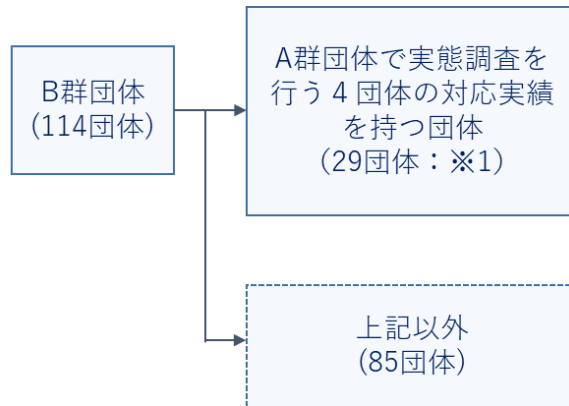 B群団体
(114団体)
A群団体で実態調査を
行う４団体の対応実績
を持つ団体
(29団体：※1)
上記以外
(85団体)